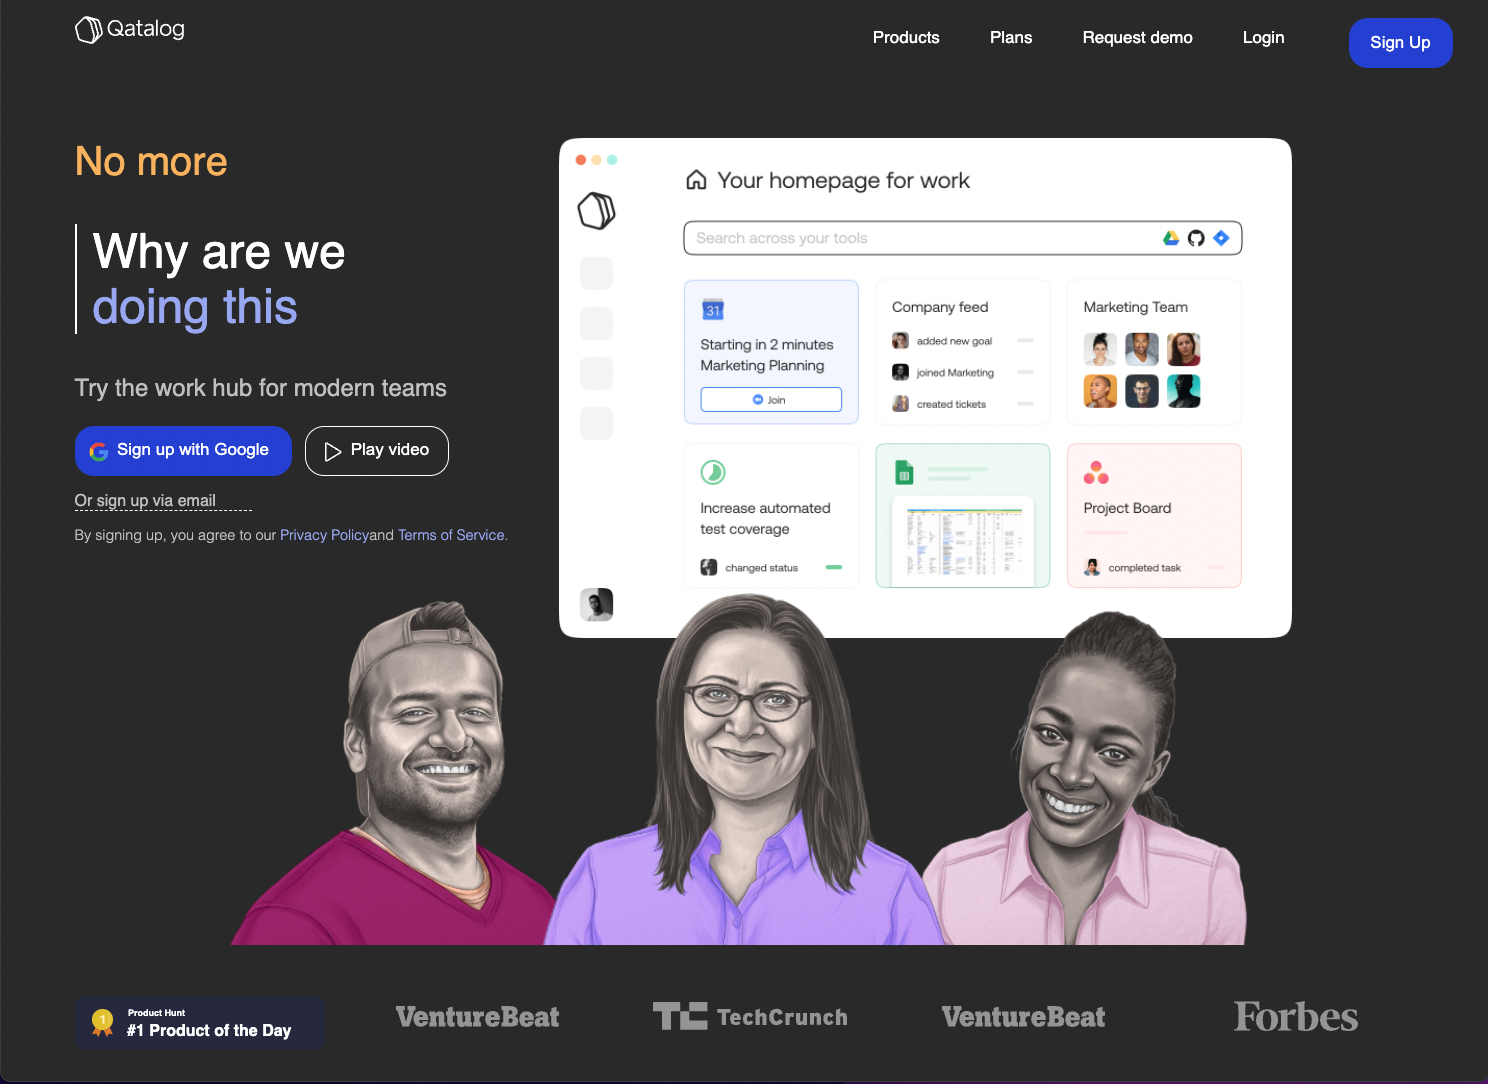 Qatalog
Products
Plans
Request demo
Login
Sign Up
No more
Why are we
doing this
Try the work hub for modern teams
Sign up with Google
Play video
Or sign up via email
By signing up, you agree to our Privacy Policyand Terms of Service.
Your homepage for work
Search across your tools
31
Starting in 2 minutes
Marketing Planning
Join
Company feed
added new goal
joined Marketing
created tickets
Marketing Team
Increase automated
test coverage
changed status
Project Board
completed task
1
Product Hunt
#1 Product of the Day
VentureBeat
TC TechCrunch
VentureBeat
Forbes